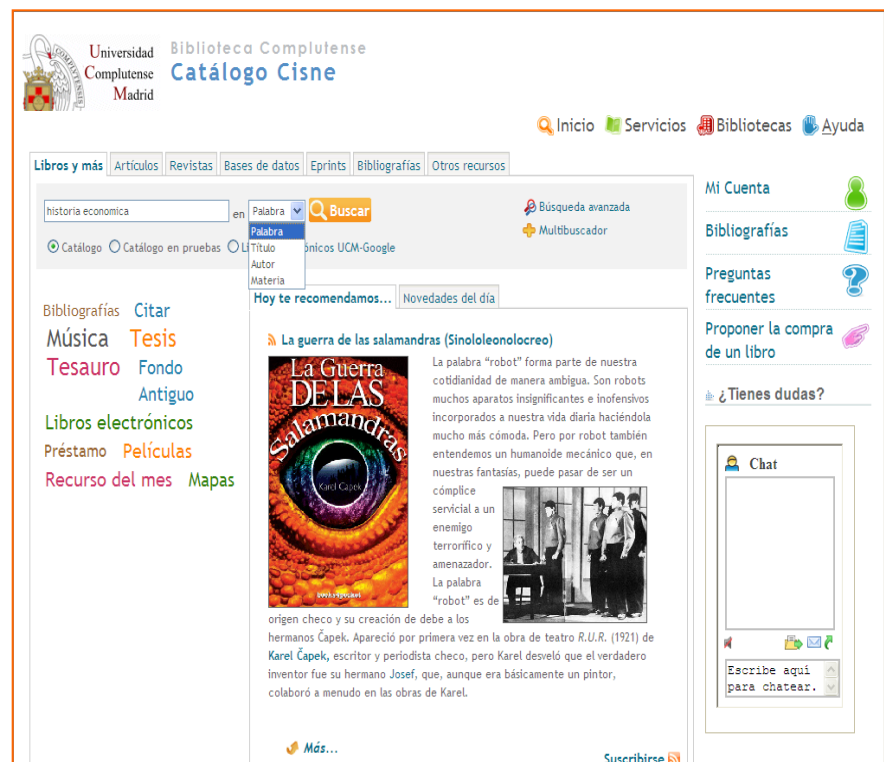 Universidad
Complutense
Madrid
Biblioteca Complutense
Catálogo Cisne
Inicio Servicios Bibliotecas Ayuda
Libros y más Artículos Revistas Bases de datos Eprints Bibliografías Otros recursos
historia economica en Palabra Buscar
Búsqueda avanzada
Multibuscador
Palabra
Título
Autor
Materia
Catálogo Catálogo en pruebas UCM-Google
Mi Cuenta
Bibliografías
Preguntas
frecuentes
Proponer la compra
de un libro
¿Tienes dudas?
Chat
Escribe aquí
para chatear.
Bibliografías Citar
Música Tesis
Tesauro Fondo
Antiguo
Libros electrónicos
Préstamo Películas
Recurso del mes Mapas
Hoy te recomendamos... Novedades del día
La guerra de las salamandras (Sinololeonolocreo)
La Guerra
DE LAS
Salamandras
Karel Capek
La palabra “robot” forma parte de nuestra
cotidianidad de manera ambigua. Son robots
muchos aparatos insignificantes e inofensivos
incorporados a nuestra vida diaria haciéndola
mucho más cómoda. Pero por robot también
entendemos un humanoide mecánico que, en
nuestras fantasías, puede pasar de ser un
cómplice
servicial a un
enemigo
terrorífico y
amenazador.
La palabra
“robot” es de
origen checo y su creación de debe a los
hermanos Čapek. Apareció por primera vez en la obra de teatro R.U.R. (1921) de
Karel Čapek, escritor y periodista checo, pero Karel desveló que el verdadero
inventor fue su hermano Josef, que, aunque era básicamente un pintor,
colaboró a menudo en las obras de Karel.
Más...
Suscribirse